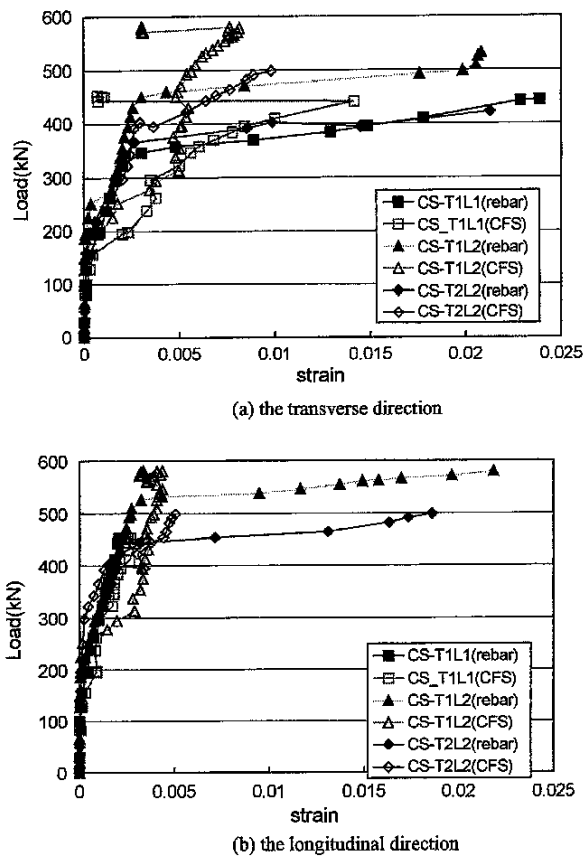 600
500
400
300
200
100
0
Load(kN)
CS-T1L1(rebar)
CS_T1L1(CFS)
CS-T1L2(rebar)
CS-T1L2(CFS)
CS-T2L2(rebar)
CS-T2L2(CFS)
0 0.005 0.01 0.015 0.02 0.025
strain
(a) the transverse direction
600
500
400
300
200
100
0
Load(kN)
CS-T1L1(rebar)
CS_T1L1(CFS)
CS-T1L2(rebar)
CS-T1L2(CFS)
CS-T2L2(rebar)
CS-T2L2(CFS)
0 0.005 0.01 0.015 0.02 0.025
strain
(b) the longitudinal direction